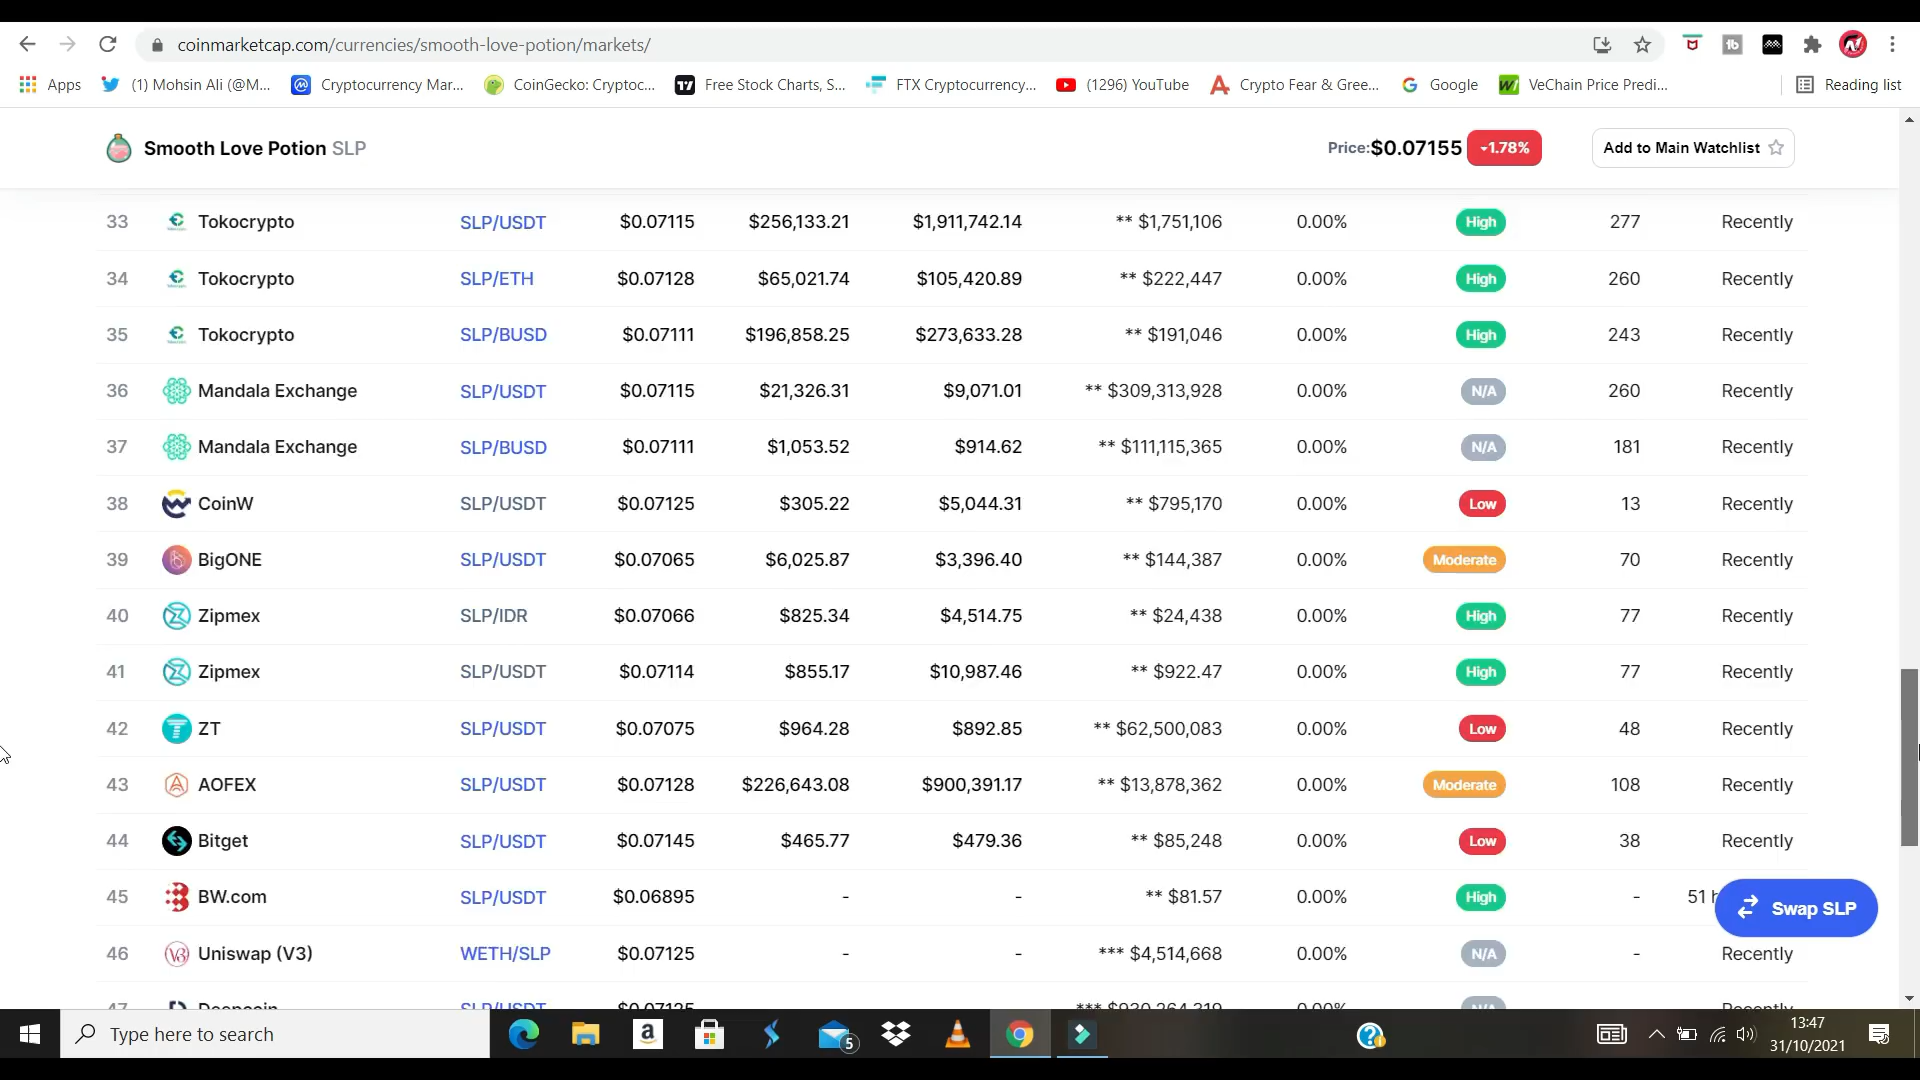 coinmarketcap.com/currencies/smooth-love-potion/markets/
Apps (1) Mohsin Ali (@M... Cryptocurrency Mar... CoinGecko: Cryptoc... Free Stock Charts, S... FTX Cryptocurrency... (1296) YouTube Crypto Fear & Gree... Google VeChain Price Predi... Reading list
Smooth Love Potion SLP Price:$0.07155 -1.78% Add to Main Watchlist
33 Tokocrypto SLP/USDT $0.07115 $256,133.21 $1,911,742.14 ** $1,751,106 0.00% High 277 Recently
34 Tokocrypto SLP/ETH $0.07128 $65,021.74 $105,420.89 ** $222,447 0.00% High 260 Recently
35 Tokocrypto SLP/BUSD $0.07111 $196,858.25 $273,633.28 ** $191,046 0.00% High 243 Recently
36 Mandala Exchange SLP/USDT $0.07115 $21,326.31 $9,071.01 ** $309,313,928 0.00% N/A 260 Recently
37 Mandala Exchange SLP/BUSD $0.07111 $1,053.52 $914.62 ** $111,115,365 0.00% N/A 181 Recently
38 CoinW SLP/USDT $0.07125 $305.22 $5,044.31 ** $795,170 0.00% Low 13 Recently
39 BigONE SLP/USDT $0.07065 $6,025.87 $3,396.40 ** $144,387 0.00% Moderate 70 Recently
40 Zipmex SLP/IDR $0.07066 $825.34 $4,514.75 ** $24,438 0.00% High 77 Recently
41 Zipmex SLP/USDT $0.07114 $855.17 $10,987.46 ** $922.47 0.00% High 77 Recently
42 ZT SLP/USDT $0.07075 $964.28 $892.85 ** $62,500,083 0.00% Low 48 Recently
43 AOFEX SLP/USDT $0.07128 $226,643.08 $900,391.17 ** $13,878,362 0.00% Moderate 108 Recently
44 Bitget SLP/USDT $0.07145 $465.77 $479.36 ** $85,248 0.00% Low 38 Recently
45 BW.com SLP/USDT $0.06895 - - ** $81.57 0.00% High - 51 h
Swap SLP
46 Uniswap (V3) WETH/SLP $0.07125 - - *** $4,514,668 0.00% N/A - Recently
Type here to search 5 13:47
31/10/2021